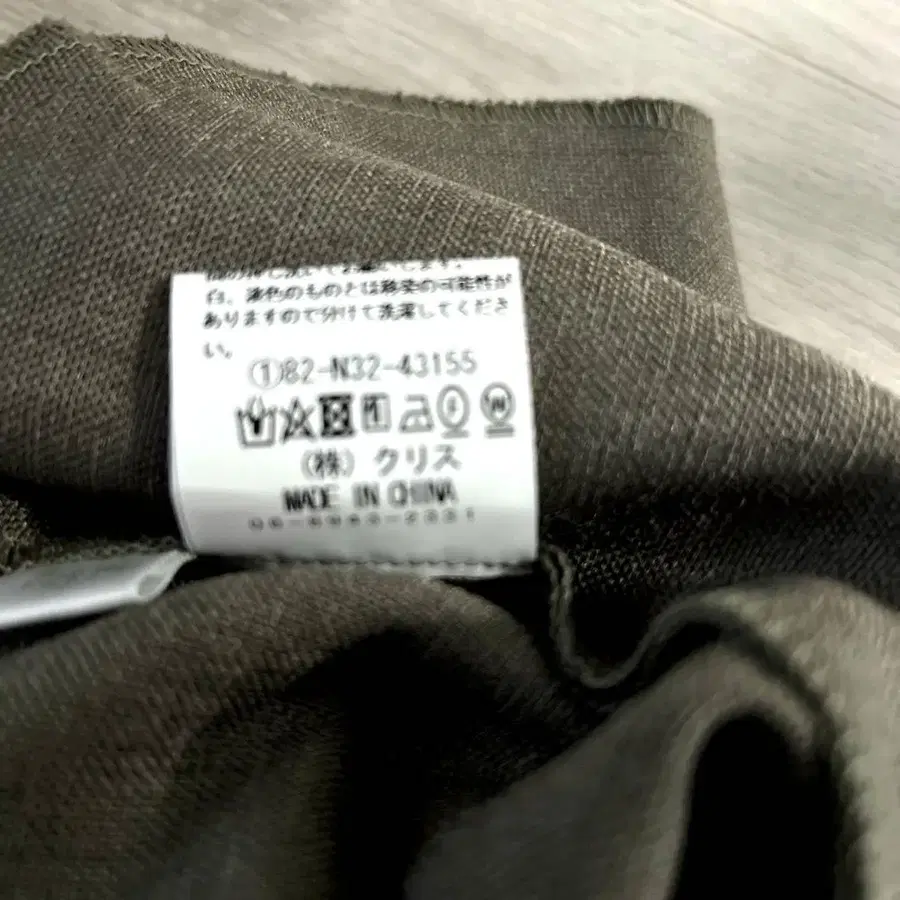 白、淡色のものとは移染の可能性が
ありますので分けて洗濯してくださ
い。
①82-N32-43155
(株) クリス
MADE IN CHINA